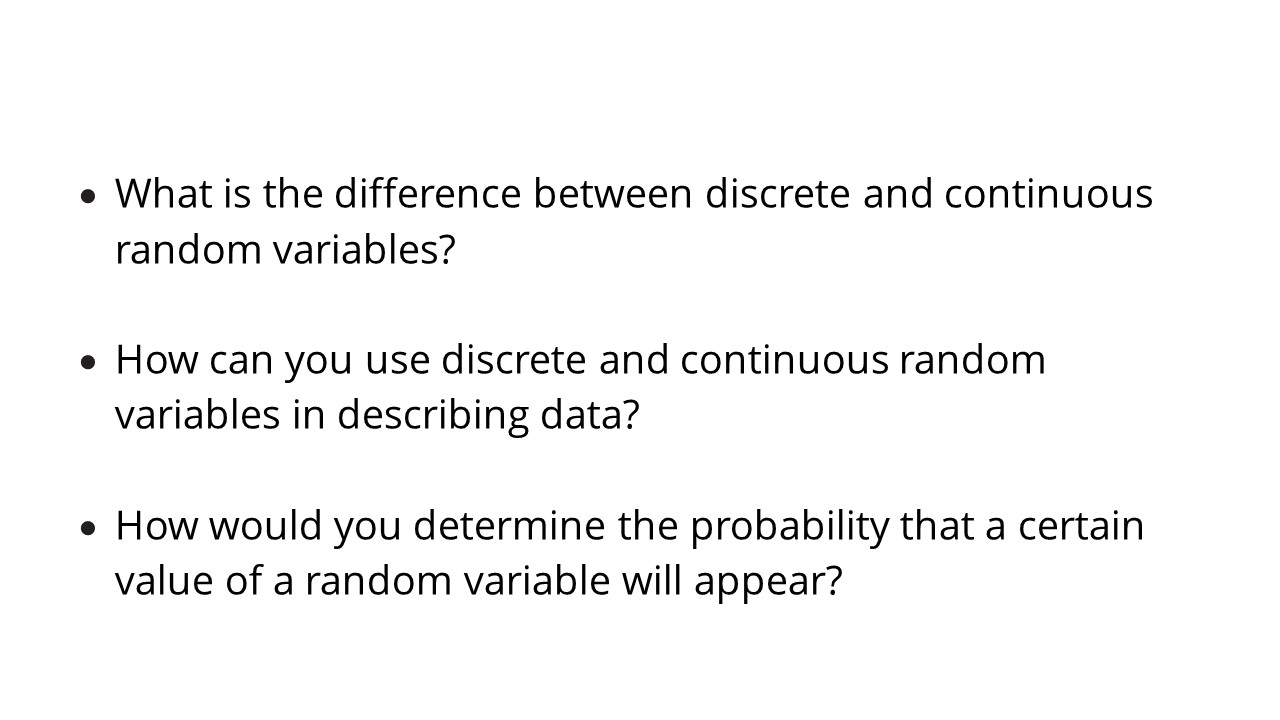 • What is the difference between discrete and continuous
random variables?
• How can you use discrete and continuous random
variables in describing data?
• How would you determine the probability that a certain
value of a random variable will appear?